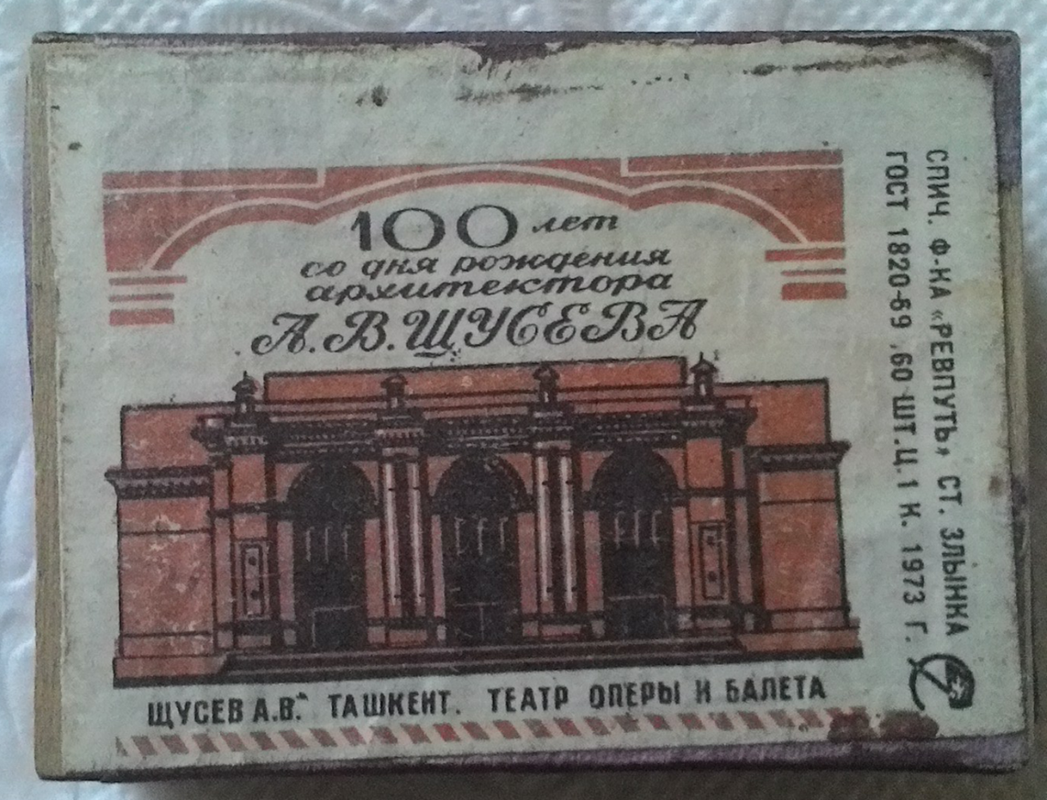 100 лет
со дня рождения
архитектора
А.В. ЩУСЕВА
ЩУСЕВ А.В. ТАШКЕНТ. ТЕАТР ОПЕРЫ И БАЛЕТА
СПИЧ. Ф-КА «РЕВПУТЬ» СТ. ЗЛЫНКА
ГОСТ 1820-69 ,60 ШТ.Ц.1 К. 1973 Г.